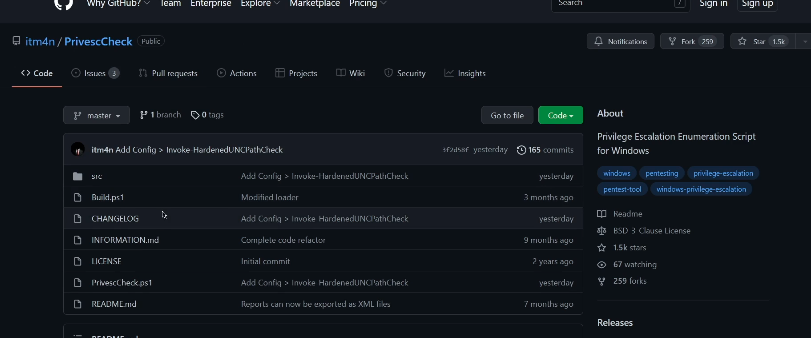 Why GitHub? Team Enterprise Explore Marketplace Pricing Search / Sign in Sign up
itm4n / PrivescCheck Public Notifications Fork 259 Star 1.5k
Code Issues 3 Pull requests Actions Projects Wiki Security Insights
master 1 branch 0 tags Go to file Code
itm4n Add Config > Invoke-HardenedUNCPathCheck yesterday 165 commits
src Add Config > Invoke-HardenedUNCPathCheck yesterday
Build.ps1 Modified loader 3 months ago
CHANGELOG Add Config > Invoke-HardenedUNCPathCheck yesterday
INFORMATION.md Complete code refactor 9 months ago
LICENSE Initial commit 2 years ago
PrivescCheck.ps1 Add Config > Invoke-HardenedUNCPathCheck yesterday
README.md Reports can now be exported as XML files 7 months ago
README.md
About
Privilege Escalation Enumeration Script
for Windows
windows pentesting privilege-escalation
pentest-tool windows-privilege-escalation
Readme
BSD-3-Clause License
1.5k stars
67 watching
259 forks
Releases